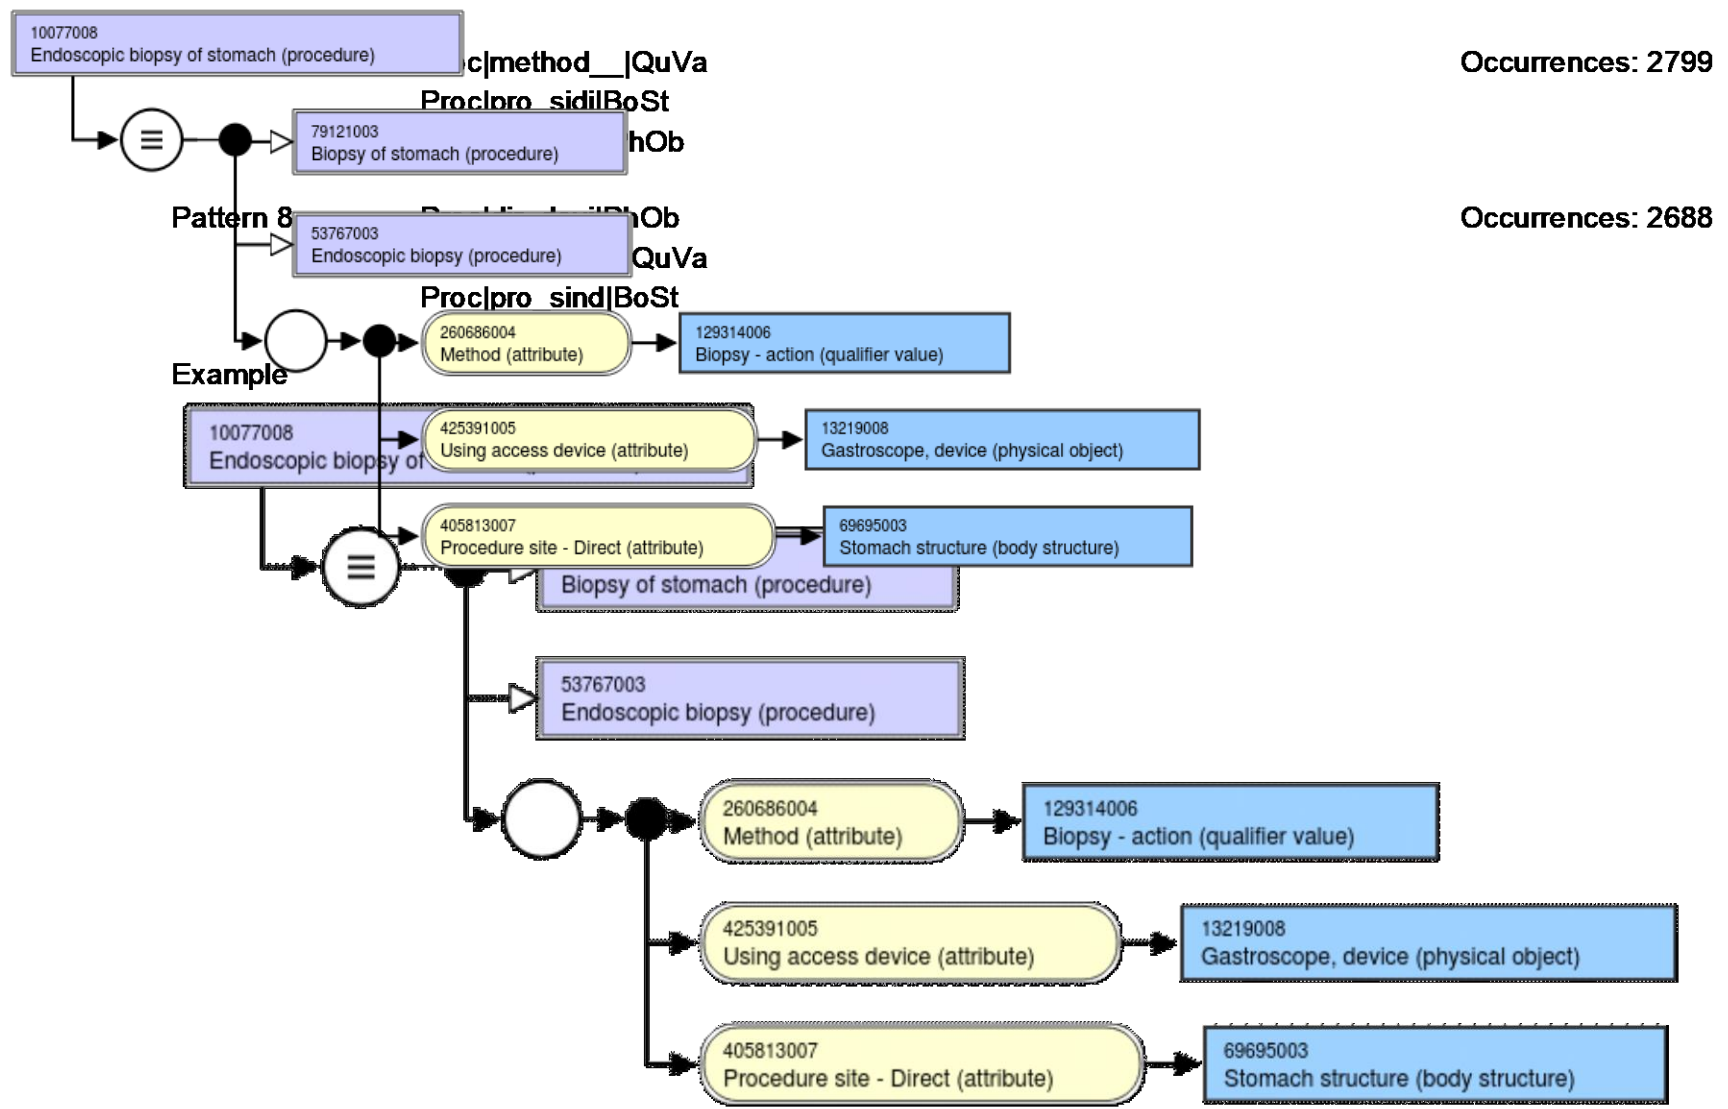 10077008
Endoscopic biopsy of stomach (procedure)
c|method__|QuVa
Occurrences: 2799
Proc|pro_sidi|BoSt
79121003
Biopsy of stomach (procedure)
hOb
Pattern 8
hOb
Occurrences: 2688
53767003
Endoscopic biopsy (procedure)
QuVa
Proc|pro_sind|BoSt
260686004
Method (attribute)
129314006
Biopsy - action (qualifier value)
Example
10077008
Endoscopic biopsy of
425391005
Using access device (attribute)
13219008
Gastroscope, device (physical object)
405813007
Procedure site - Direct (attribute)
69695003
Stomach structure (body structure)
Biopsy of stomach (procedure)
53767003
Endoscopic biopsy (procedure)
260686004
Method (attribute)
129314006
Biopsy - action (qualifier value)
425391005
Using access device (attribute)
13219008
Gastroscope, device (physical object)
405813007
Procedure site - Direct (attribute)
69695003
Stomach structure (body structure)